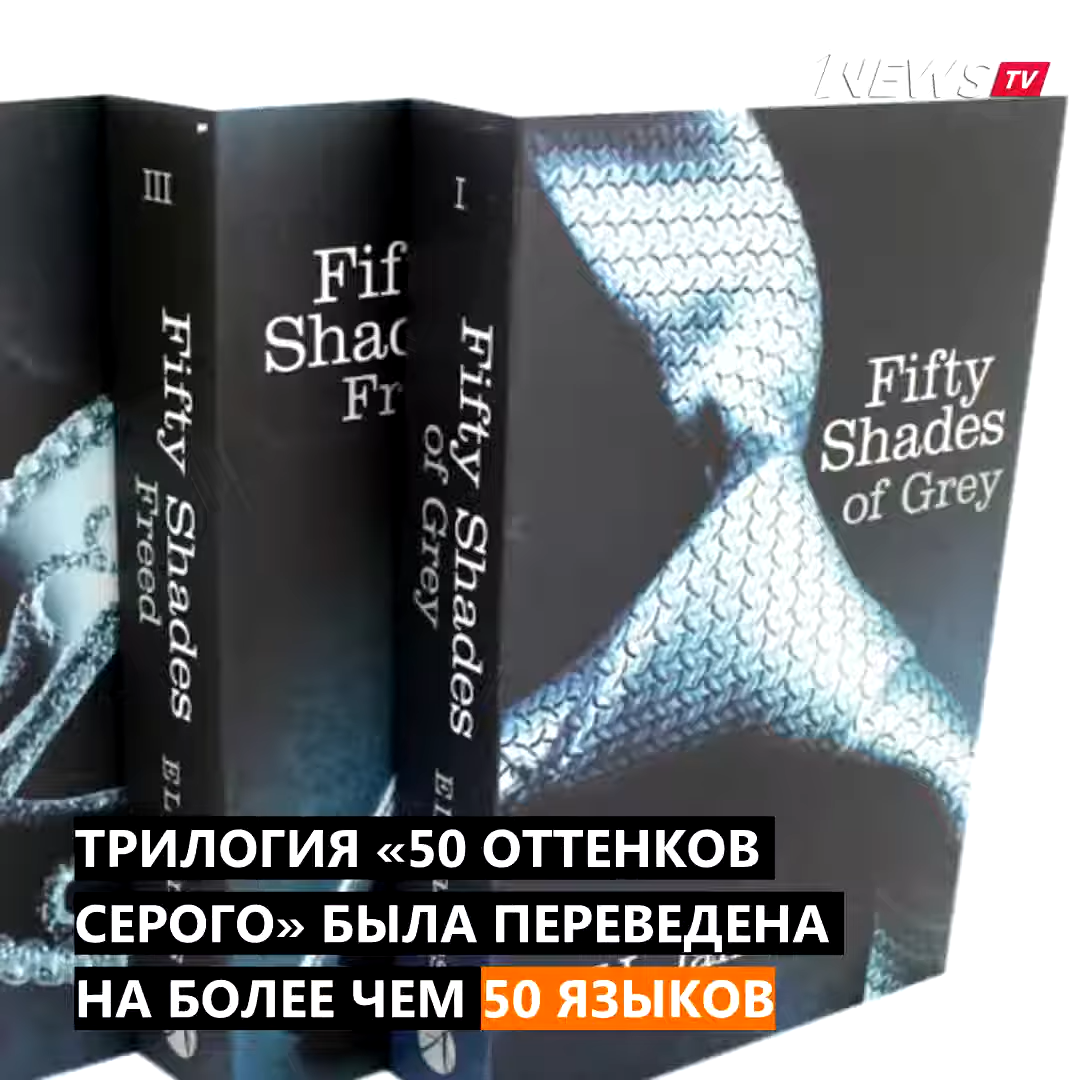 1NEWS TV
III
Fifty Shades
Freed
Fif
Shad
Fr
I
Fifty Shades
of Grey
Fifty
Shades
of Grey
ТРИЛОГИЯ «50 ОТТЕНКОВ
СЕРОГО» БЫЛА ПЕРЕВЕДЕНА
НА БОЛЕЕ ЧЕМ 50 ЯЗЫКОВ